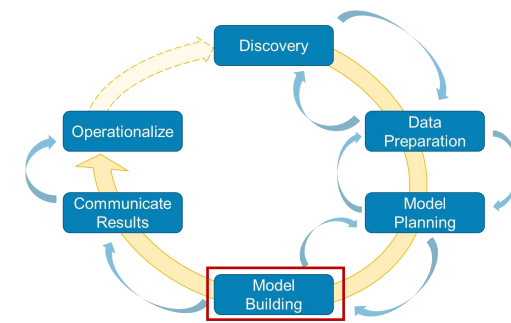 Discovery
Operationalize
Data
Preparation
Communicate
Results
Model
Planning
Model
Building